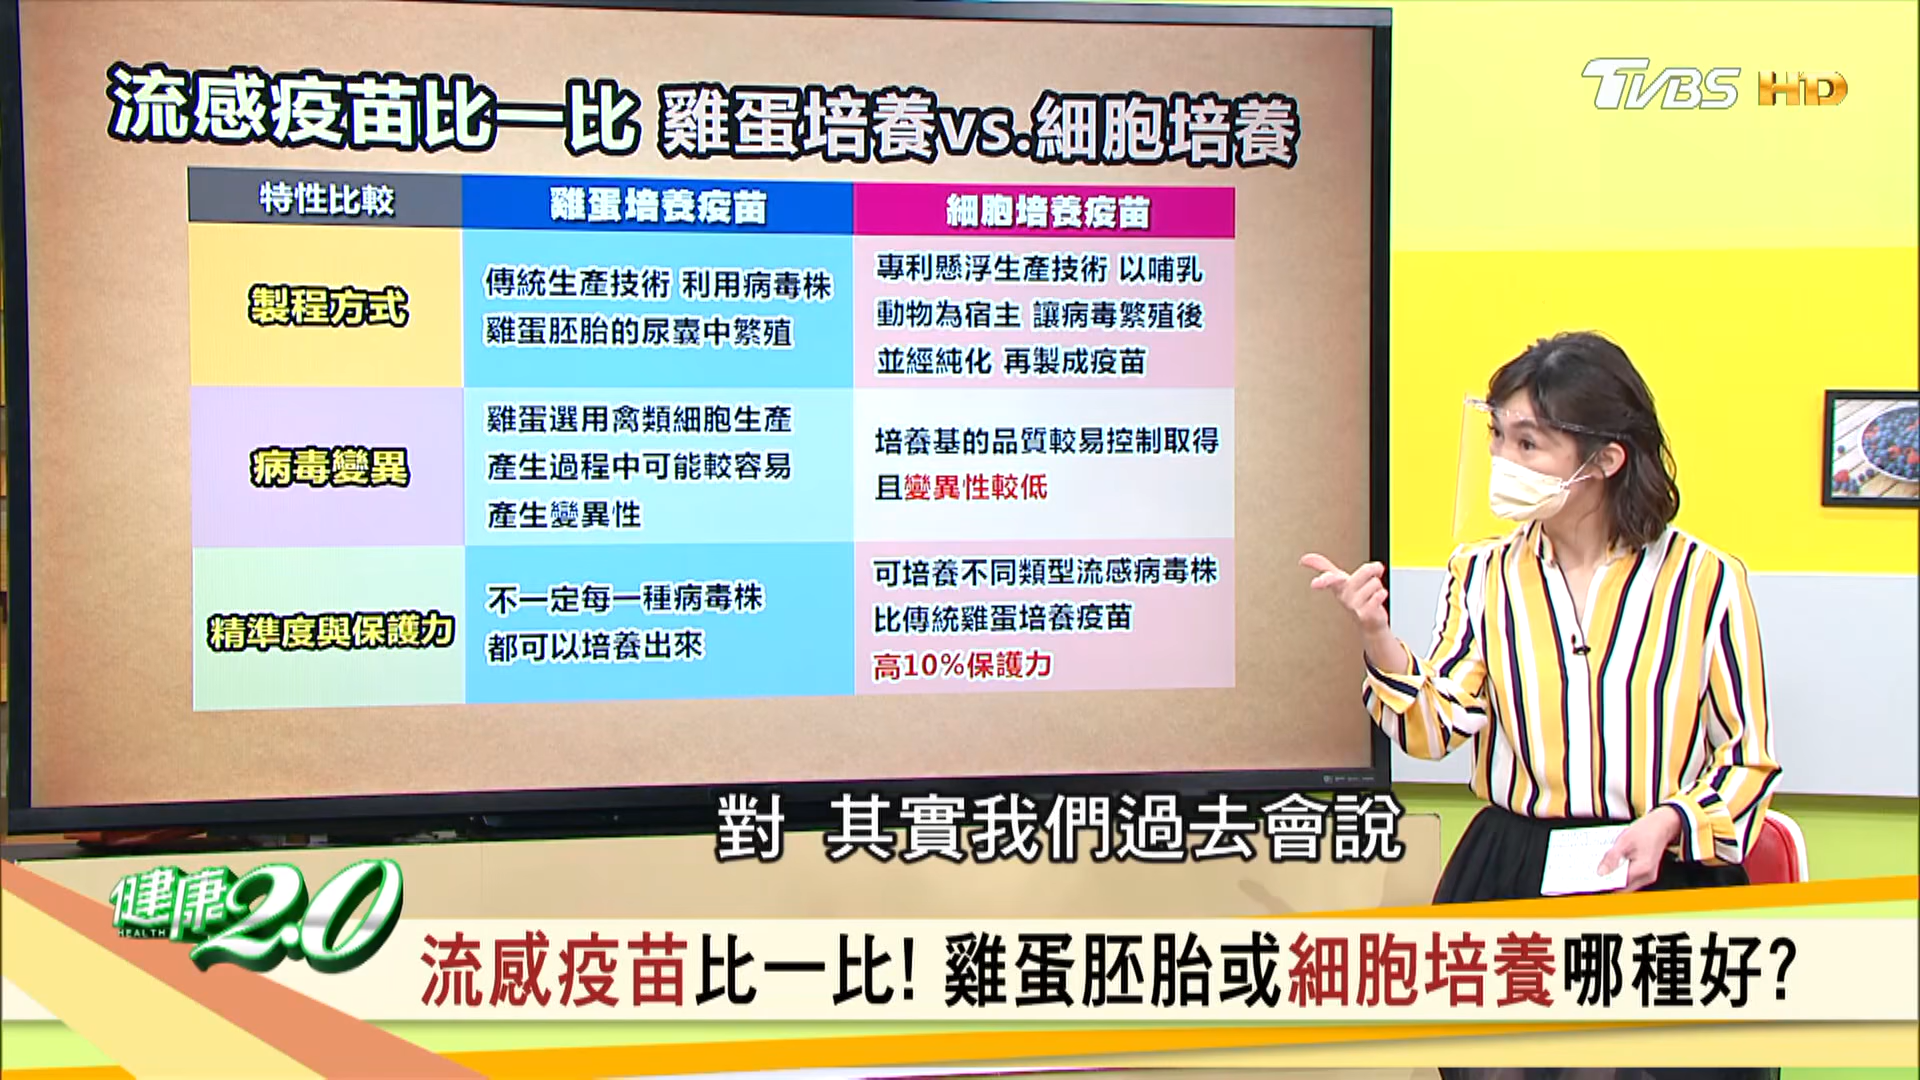 TVBS HD
流感疫苗比一比 雞蛋培養vs.細胞培養
特性比較
雞蛋培養疫苗
細胞培養疫苗
製程方式
傳統生產技術 利用病毒株
雞蛋胚胎的尿囊中繁殖
專利懸浮生產技術 以哺乳
動物為宿主 讓病毒繁殖後
並經純化 再製成疫苗
病毒變異
雞蛋選用禽類細胞生產
產生過程中可能較容易
產生變異性
培養基的品質較易控制取得
且變異性較低
精準度與保護力
不一定每一種病毒株
都可以培養出來
可培養不同類型流感病毒株
比傳統雞蛋培養疫苗
高10%保護力
對 其實我們過去會說
健康2.0
HEALTH
流感疫苗比一比! 雞蛋胚胎或細胞培養哪種好?